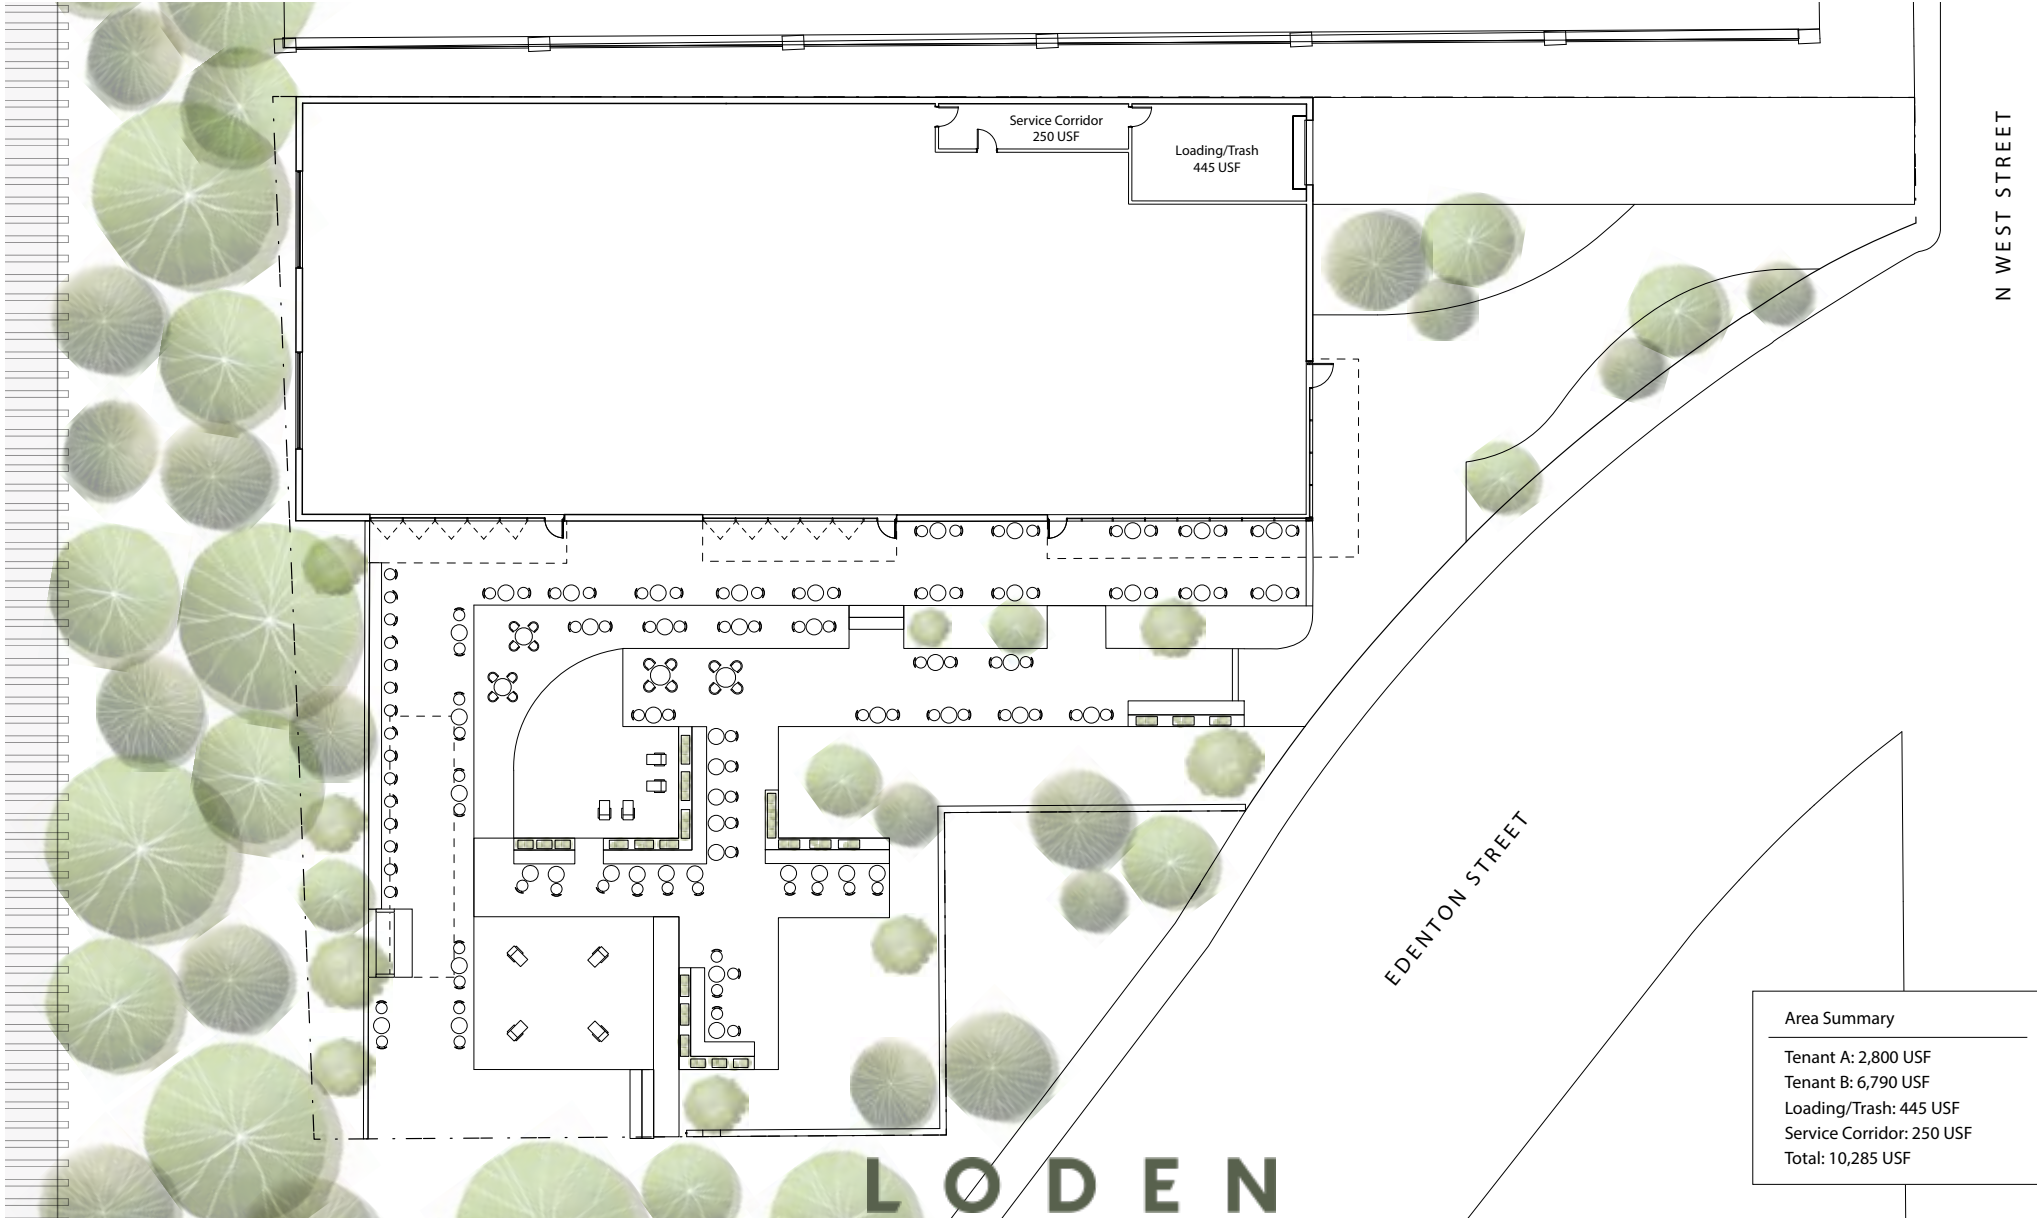 Service Corridor
250 USF
Loading/Trash
445 USF
N WEST STREET
EDENTON STREET
Area Summary
Tenant A: 2,800 USF
Tenant B: 6,790 USF
Loading/Trash: 445 USF
Service Corridor: 250 USF
Total: 10,285 USF
LODEN